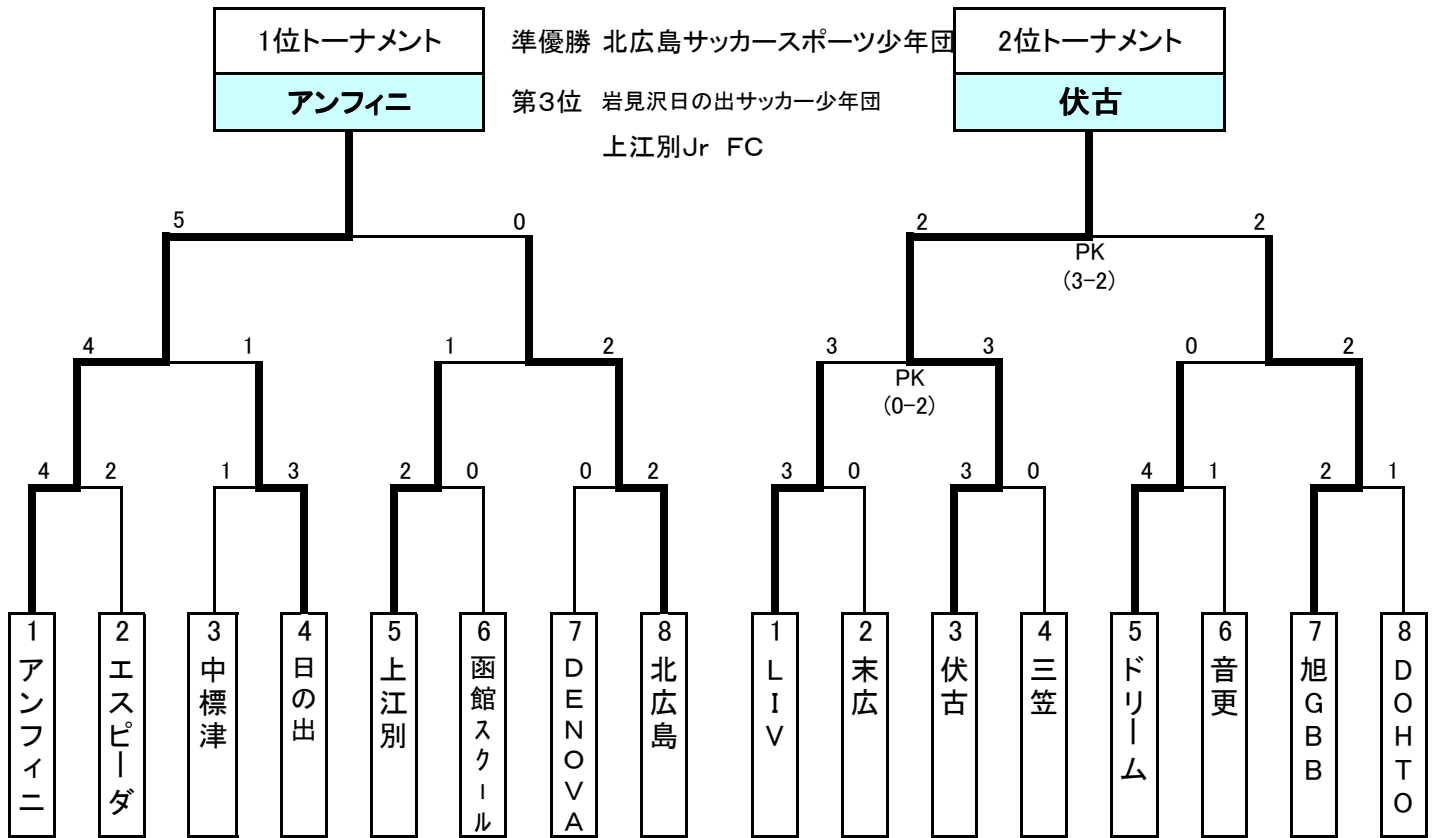 1位トーナメント
アンフィニ
準優勝 北広島サッカースポーツ少年団
第3位 岩見沢日の出サッカー少年団
上江別Jr FC
2位トーナメント
伏古
5 0 2 2
PK
(3-2)
4 1 1 2 3 3 0 2
PK
(0-2)
4 2 1 3 2 0 0 2 3 0 3 0 4 1 2 1
1 アンフィニ
2 エスピーダ
3 中標津
4 日の出
5 上江別
6 函館スクール
7 DENOVA
8 北広島
1 LIV
2 末広
3 伏古
4 三笠
5 ドリーム
6 音更
7 旭GBB
8 DOHTO